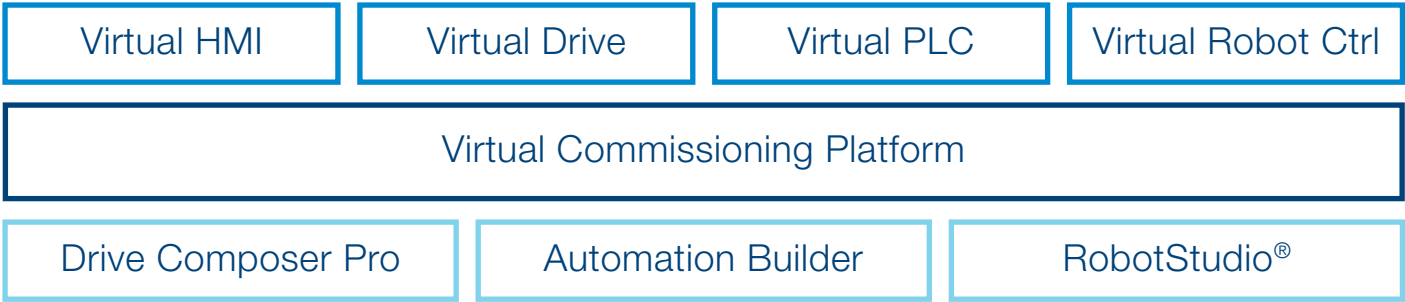 Virtual HMI
Virtual Drive
Virtual PLC
Virtual Robot Ctrl
Virtual Commissioning Platform
Drive Composer Pro
Automation Builder
RobotStudio®